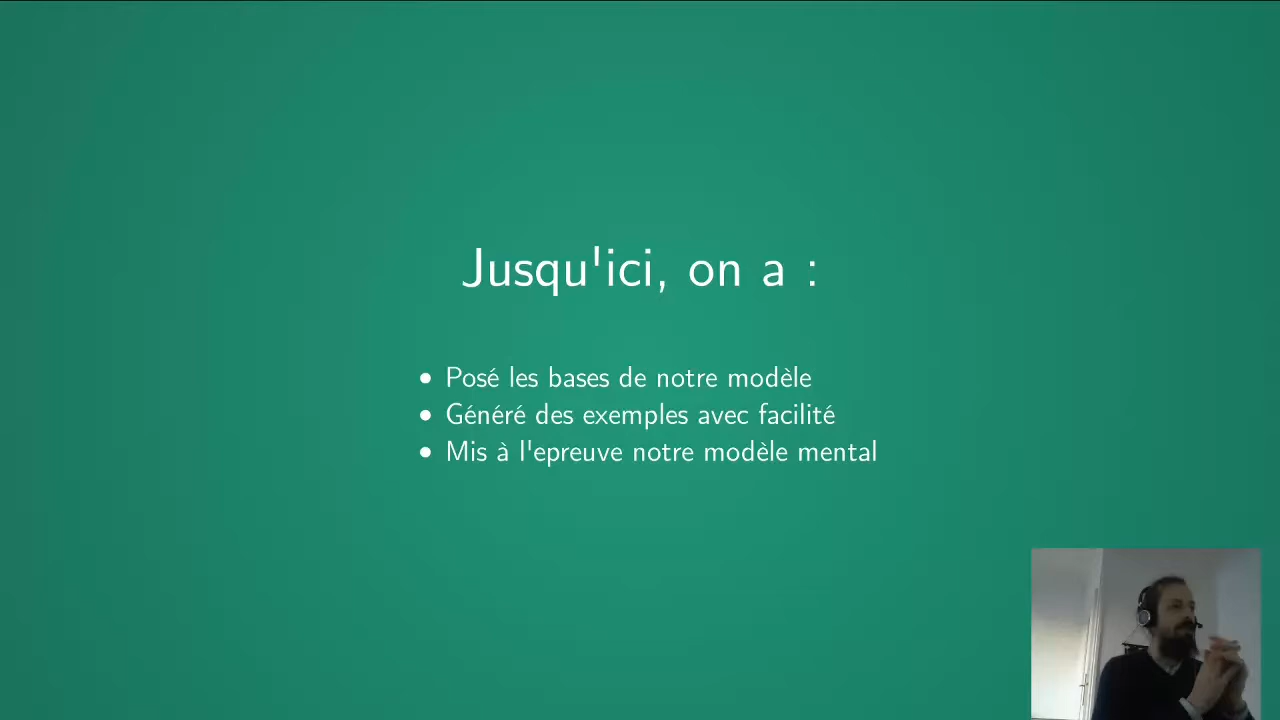 Jusqu'ici, on a :
• Posé les bases de notre modèle
• Généré des exemples avec facilité
• Mis à l'epreuve notre modèle mental